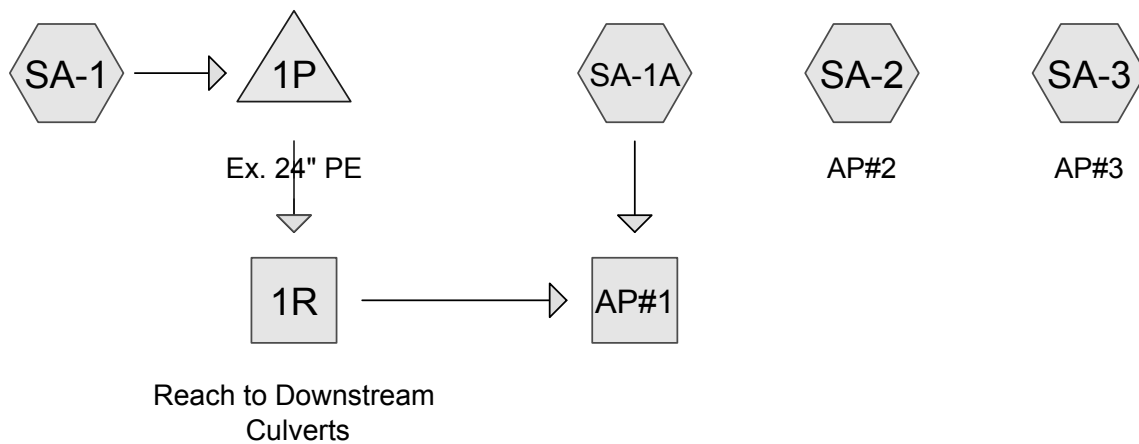 SA-1
1P
SA-1A
SA-2
SA-3
Ex. 24" PE
AP#2
AP#3
1R
AP#1
Reach to Downstream
Culverts